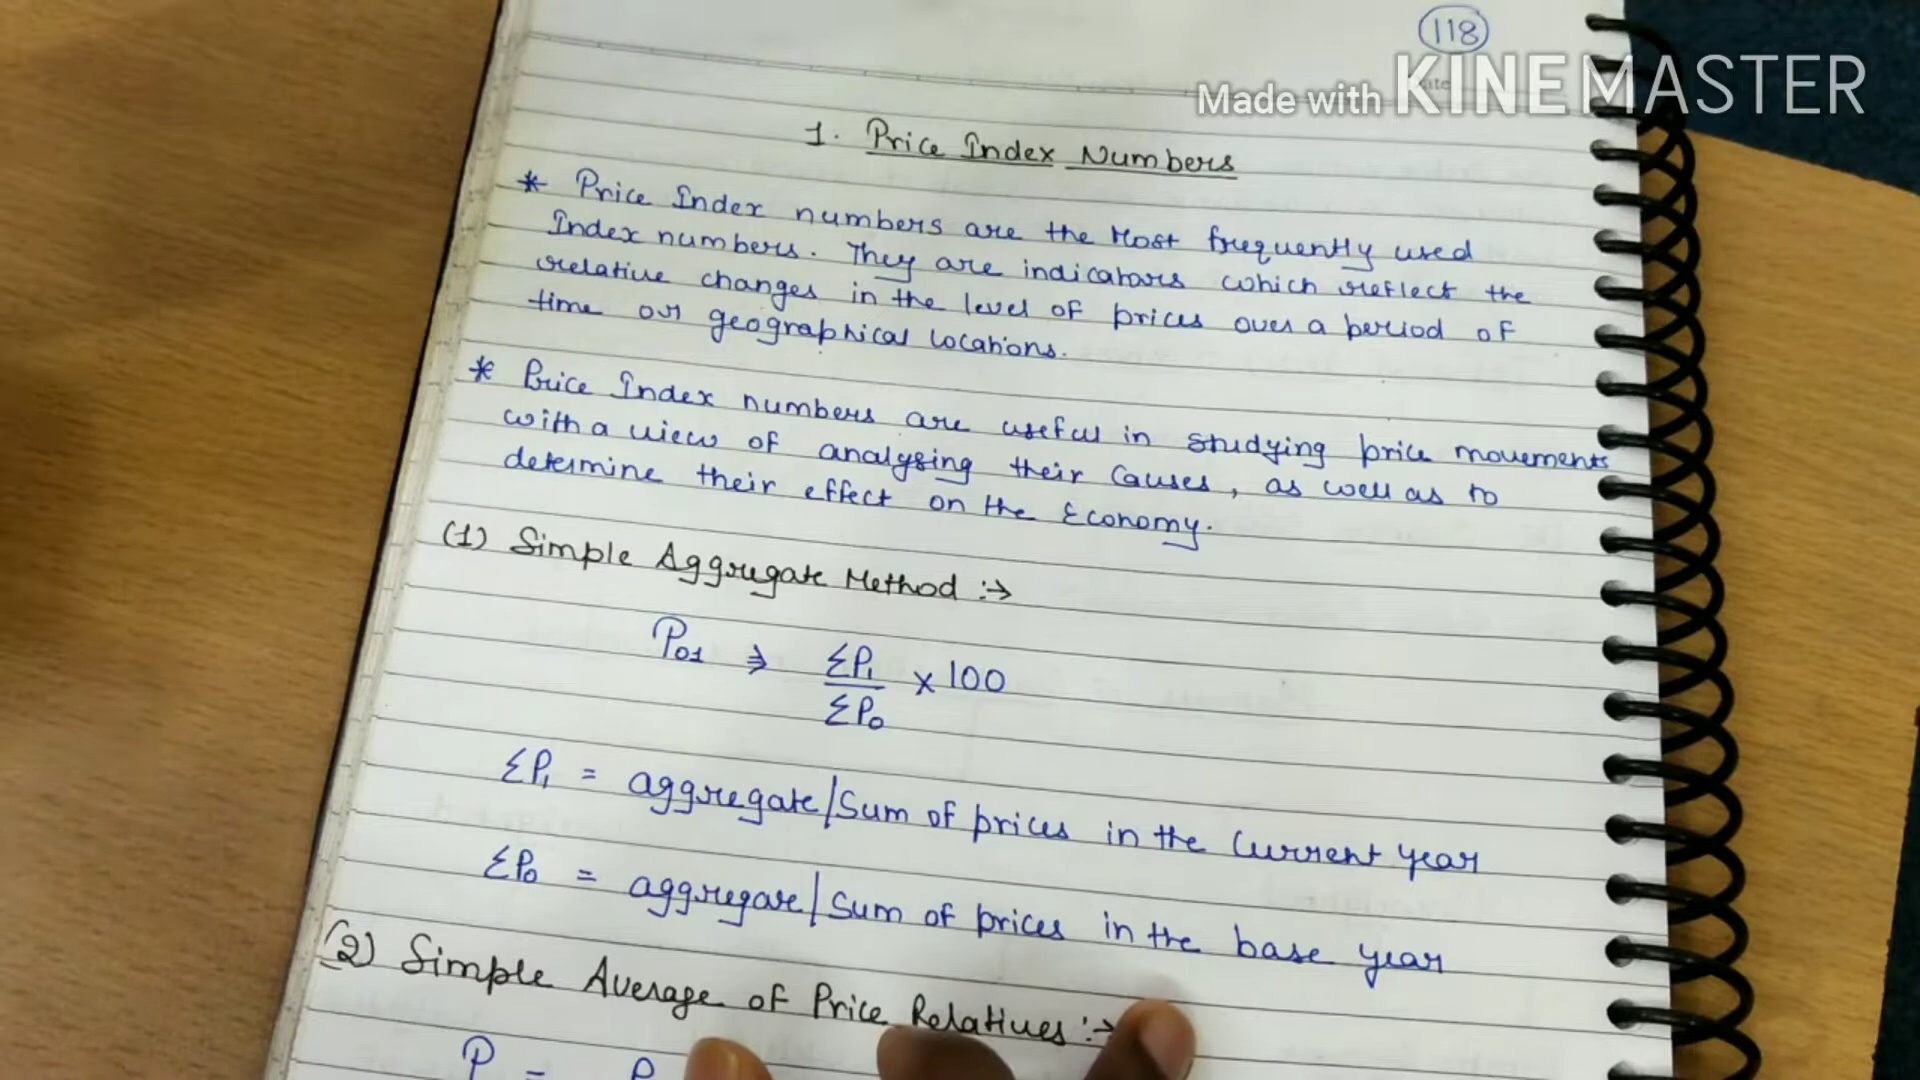 118
Made with KINEMASTER
1. Price Index Numbers
* Price Index numbers are the Most frequently used
Index numbers. They are indicators which reflect the
relative changes in the level of prices over a period of
time or geographical locations.
* Price Index numbers are useful in studying price movements
with a view of analysing their Causes, as well as to
determine their effect on the Economy.
(1) Simple Aggregate Method :→
P01 ⇒ ΣP1/ΣP0 × 100
ΣP1 = aggregate/Sum of prices in the Current year
ΣP0 = aggregate/Sum of prices in the base year
(2) Simple Average of Price Relatives :→
P =